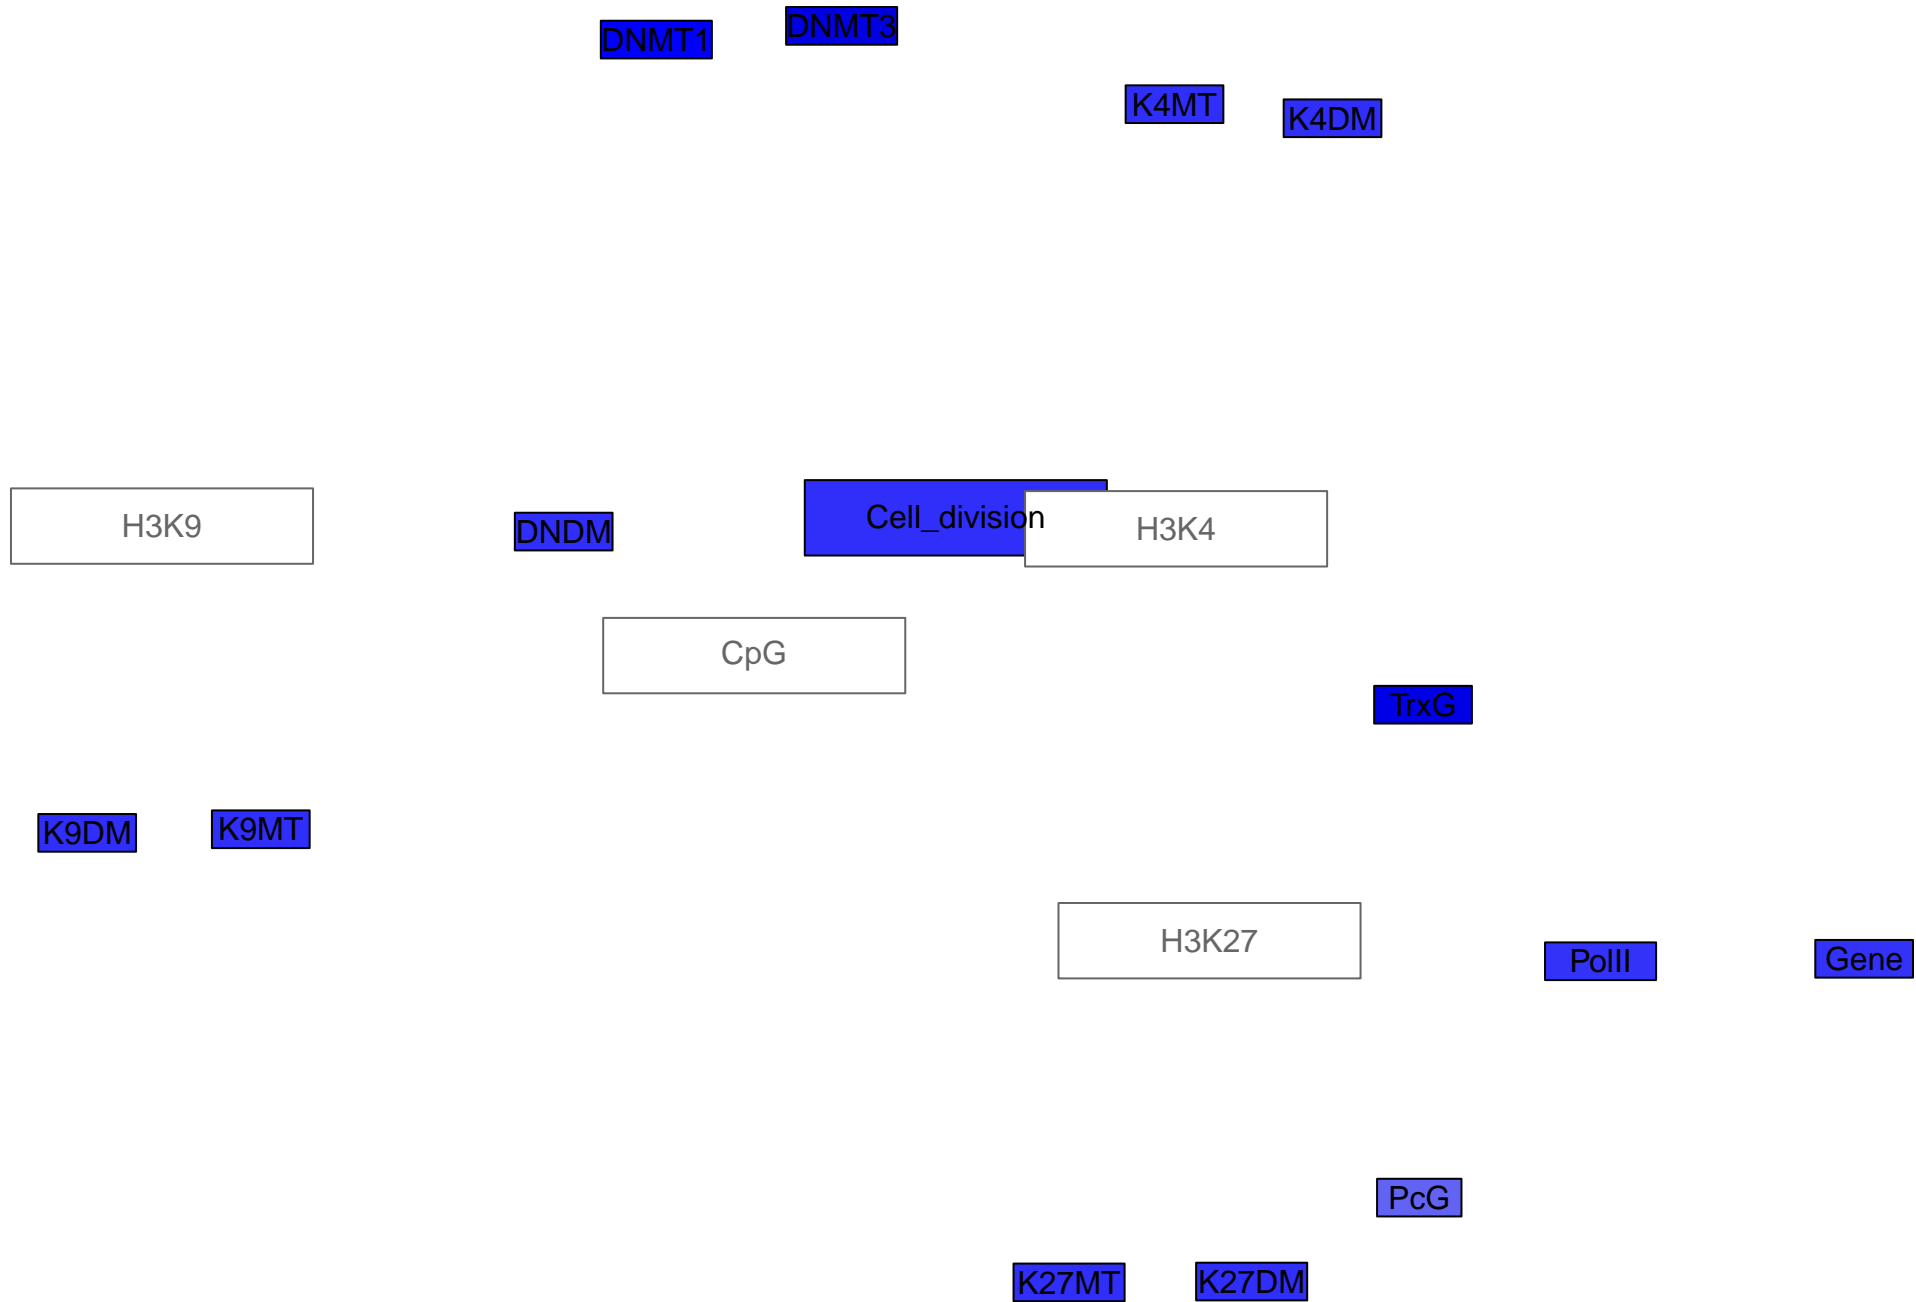 DNMT1
DNMT3
K4MT
K4DM
H3K9
DNDM
Cell_division
H3K4
CpG
TrxG
K9DM
K9MT
H3K27
PolII
Gene
PcG
K27MT
K27DM